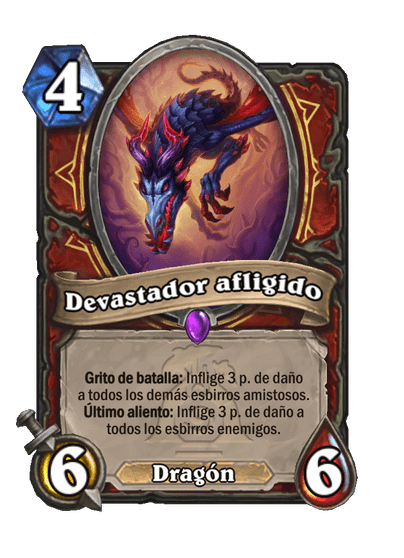 4
Devastador afligido
Grito de batalla: Inflige 3 p. de daño
a todos los demás esbirros amistosos.
Último aliento: Inflige 3 p. de daño a
todos los esbirros enemigos.
6
Dragón
6